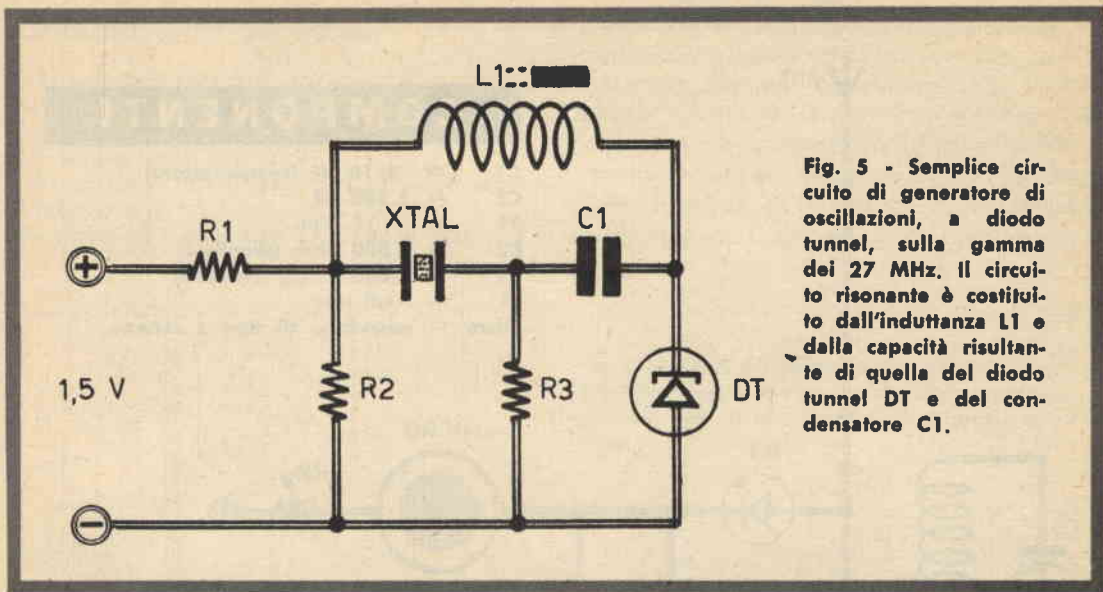 L1
R1
XTAL
C1
1,5 V
R2
R3
DT
Fig. 5 - Semplice cir-
cuito di generatore di
oscillazioni, a diodo
tunnel, sulla gamma
dei 27 MHz. Il circui-
to risonante è costitui-
to dall'induttanza L1 e
dalla capacità risultan-
te di quella del diodo
tunnel DT e del con-
densatore C1.